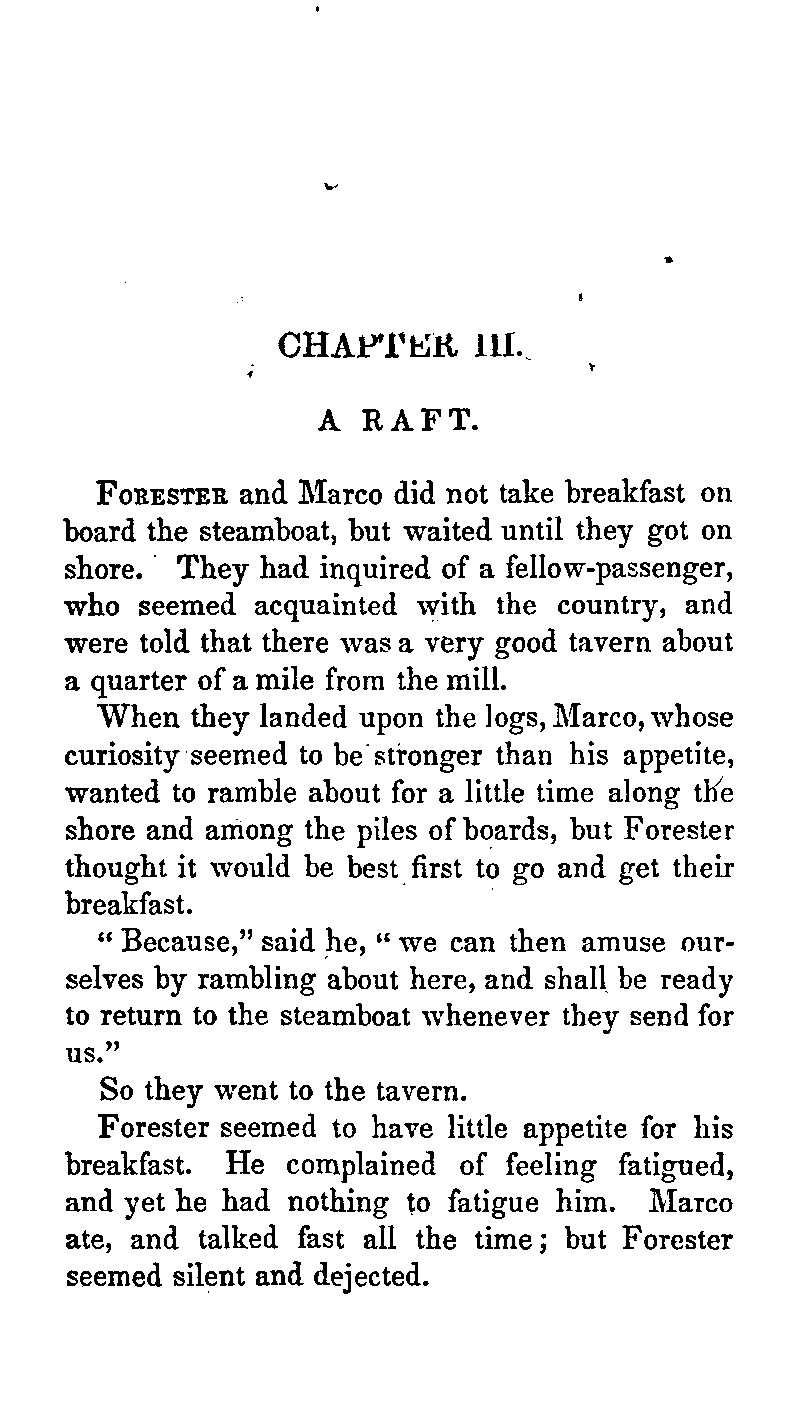 CHAPTER III.
A RAFT.
FORESTER and Marco did not take breakfast on
board the steamboat, but waited until they got on
shore. They had inquired of a fellow-passenger,
who seemed acquainted with the country, and
were told that there was a very good tavern about
a quarter of a mile from the mill.
When they landed upon the logs, Marco, whose
curiosity seemed to be stronger than his appetite,
wanted to ramble about for a little time along the
shore and among the piles of boards, but Forester
thought it would be best first to go and get their
breakfast.
“ Because,” said he, “ we can then amuse our-
selves by rambling about here, and shall be ready
to return to the steamboat whenever they send for
us.”
So they went to the tavern.
Forester seemed to have little appetite for his
breakfast. He complained of feeling fatigued,
and yet he had nothing to fatigue him. Marco
ate, and talked fast all the time ; but Forester
seemed silent and dejected.